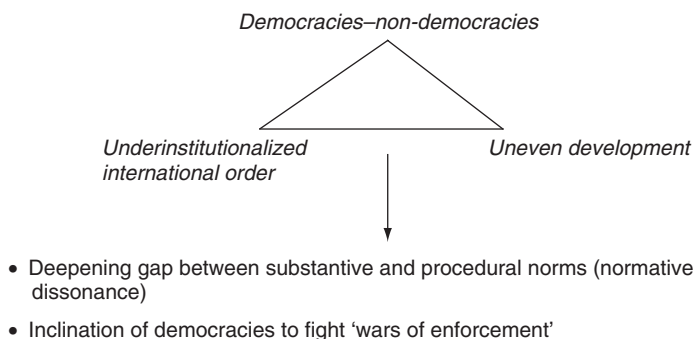 Democracies–non-democracies
Underinstitutionalized
international order
Uneven development
• Deepening gap between substantive and procedural norms (normative
dissonance)
• Inclination of democracies to fight ‘wars of enforcement’